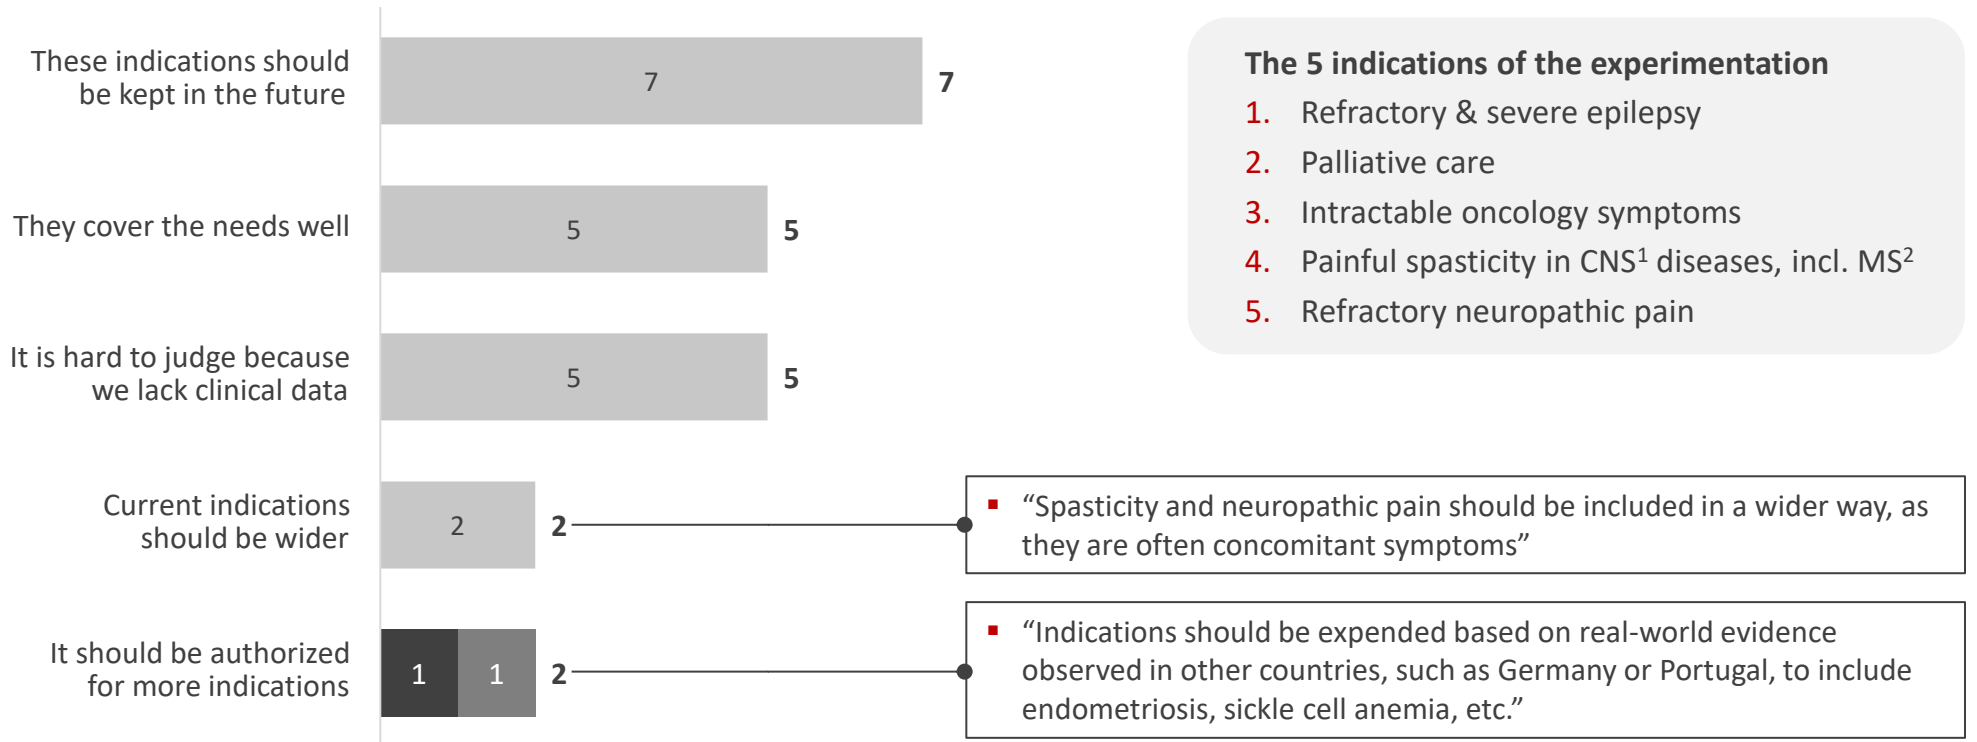 These indications should
be kept in the future
7
7
They cover the needs well
5
5
It is hard to judge because
we lack clinical data
5
5
Current indications
should be wider
2
2
It should be authorized
for more indications
1
1
2
The 5 indications of the experimentation
1. Refractory & severe epilepsy
2. Palliative care
3. Intractable oncology symptoms
4. Painful spasticity in CNS¹ diseases, incl. MS²
5. Refractory neuropathic pain
▪ “Spasticity and neuropathic pain should be included in a wider way, as
they are often concomitant symptoms”
▪ “Indications should be expended based on real-world evidence
observed in other countries, such as Germany or Portugal, to include
endometriosis, sickle cell anemia, etc.”